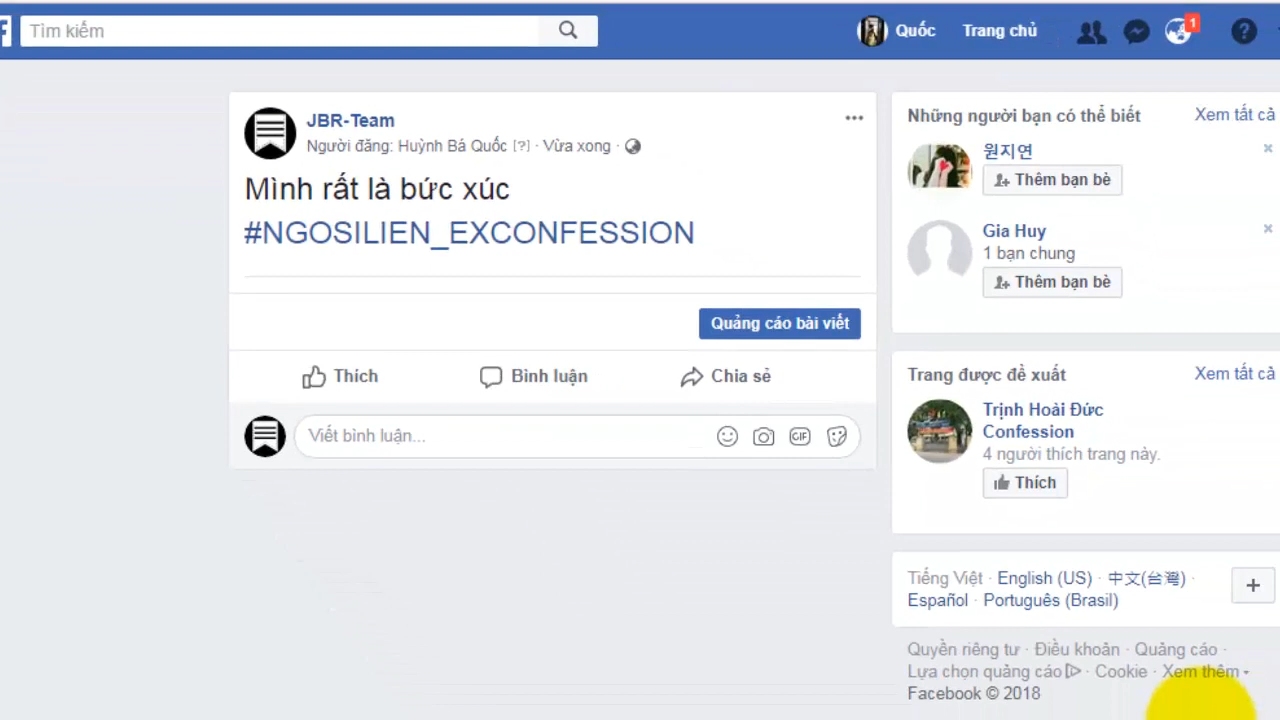 Tìm kiếm
Quốc
Trang chủ
1
?
JBR-Team
Người đăng: Huỳnh Bá Quốc [?] · Vừa xong ·
Mình rất là bức xúc
#NGOSILIEN_EXCONFESSION
Quảng cáo bài viết
Thích
Bình luận
Chia sẻ
Viết bình luận...
GIF
Những người bạn có thể biết
Xem tất cả
원지연
Thêm bạn bè
Gia Huy
1 bạn chung
Thêm bạn bè
Trang được đề xuất
Xem tất cả
Trịnh Hoài Đức
Confession
4 người thích trang này.
Thích
Tiếng Việt · English (US) · 中文(台灣) ·
Español · Português (Brasil)
Quyền riêng tư · Điều khoản · Quảng cáo ·
Lựa chọn quảng cáo · Cookie · Xem thêm
Facebook © 2018